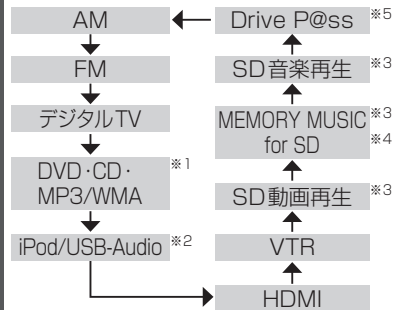 AM
FM
デジタルTV
DVD･CD･ ※1
MP3/WMA
iPod/USB-Audio ※2
HDMI
VTR
SD動画再生 ※3
MEMORY MUSIC ※3
for SD ※4
SD音楽再生 ※3
Drive P@ss ※5